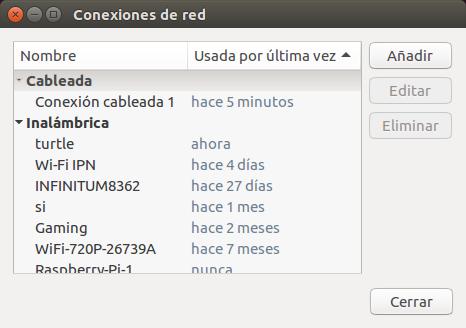 Conexiones de red
Nombre Usada por última vez
Añadir
Cableada
Editar
Conexión cableada 1 hace 5 minutos
Inalámbrica
Eliminar
turtle ahora
Wi-Fi IPN hace 4 días
INFINITUM8362 hace 27 días
si hace 1 mes
Gaming hace 2 meses
WiFi-720P-26739A hace 7 meses
Raspberry-Pi-1 nunca
Cerrar